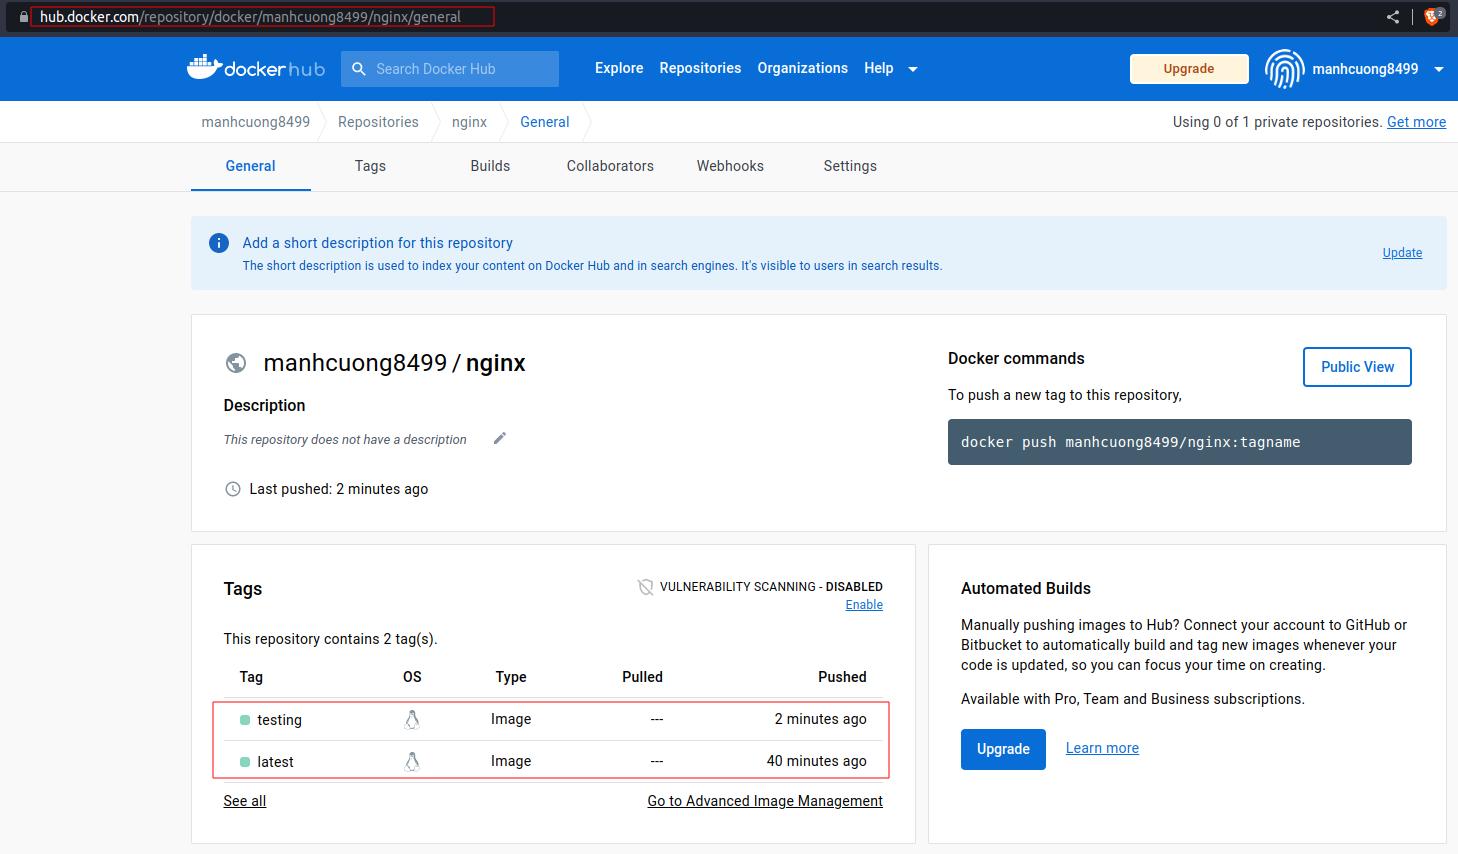 hub.docker.com/repository/docker/manhcuong8499/nginx/general
2
dockerhub
Search Docker Hub
Explore
Repositories
Organizations
Help
Upgrade
manhcuong8499
manhcuong8499
Repositories
nginx
General
Using 0 of 1 private repositories. Get more
General
Tags
Builds
Collaborators
Webhooks
Settings
Add a short description for this repository
The short description is used to index your content on Docker Hub and in search engines. It's visible to users in search results.
Update
manhcuong8499 / nginx
Description
This repository does not have a description
Last pushed: 2 minutes ago
Docker commands
Public View
To push a new tag to this repository,
docker push manhcuong8499/nginx:tagname
Tags
VULNERABILITY SCANNING - DISABLED
Enable
This repository contains 2 tag(s).
Tag OS Type Pulled Pushed
testing Image --- 2 minutes ago
latest Image --- 40 minutes ago
See all
Go to Advanced Image Management
Automated Builds
Manually pushing images to Hub? Connect your account to GitHub or
Bitbucket to automatically build and tag new images whenever your
code is updated, so you can focus your time on creating.
Available with Pro, Team and Business subscriptions.
Upgrade
Learn more